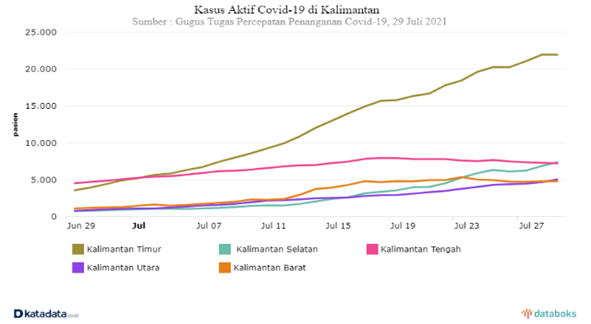 Kasus Aktif Covid-19 di Kalimantan
Sumber : Gugus Tugas Percepatan Penanganan Covid-19, 29 Juli 2021
25.000
20.000
15.000
10.000
5.000
0
pasien
Jun 29
Jul
Jul 07
Jul 11
Jul 15
Jul 19
Jul 23
Jul 27
Kalimantan Timur
Kalimantan Selatan
Kalimantan Tengah
Kalimantan Utara
Kalimantan Barat
katadata.co.id
databoks